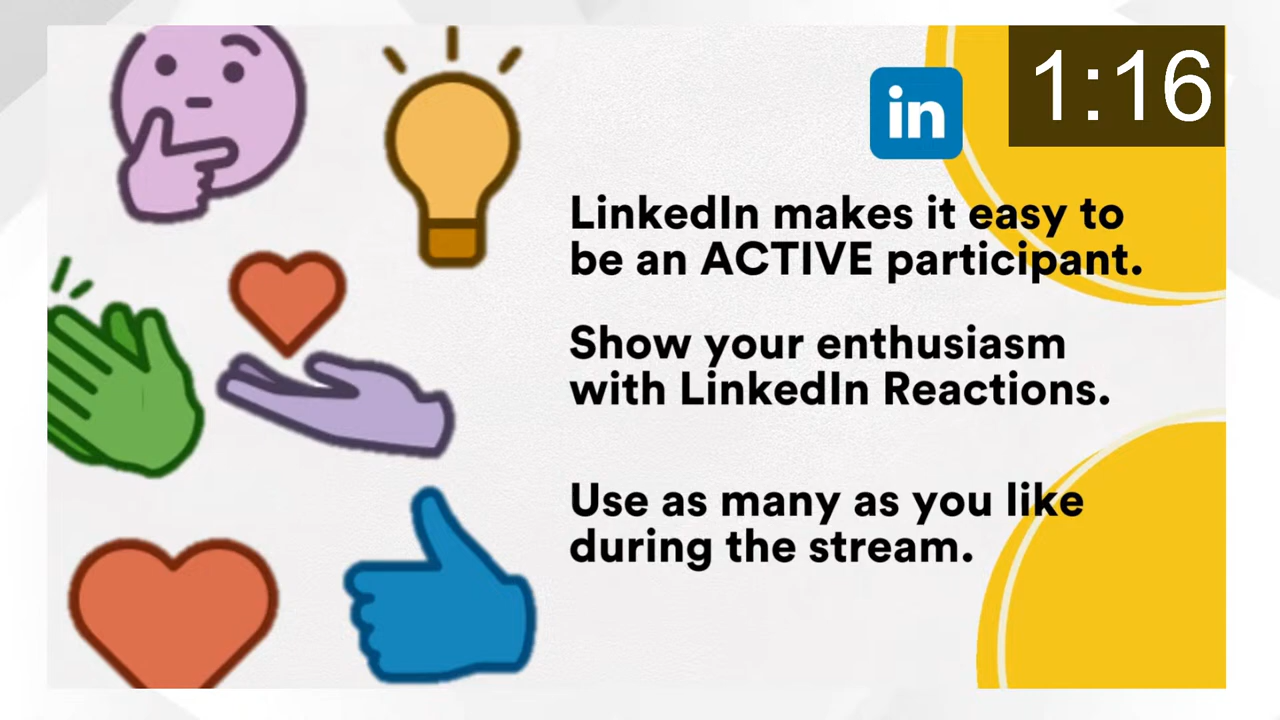 1:16
in
LinkedIn makes it easy to
be an ACTIVE participant.
Show your enthusiasm
with LinkedIn Reactions.
Use as many as you like
during the stream.